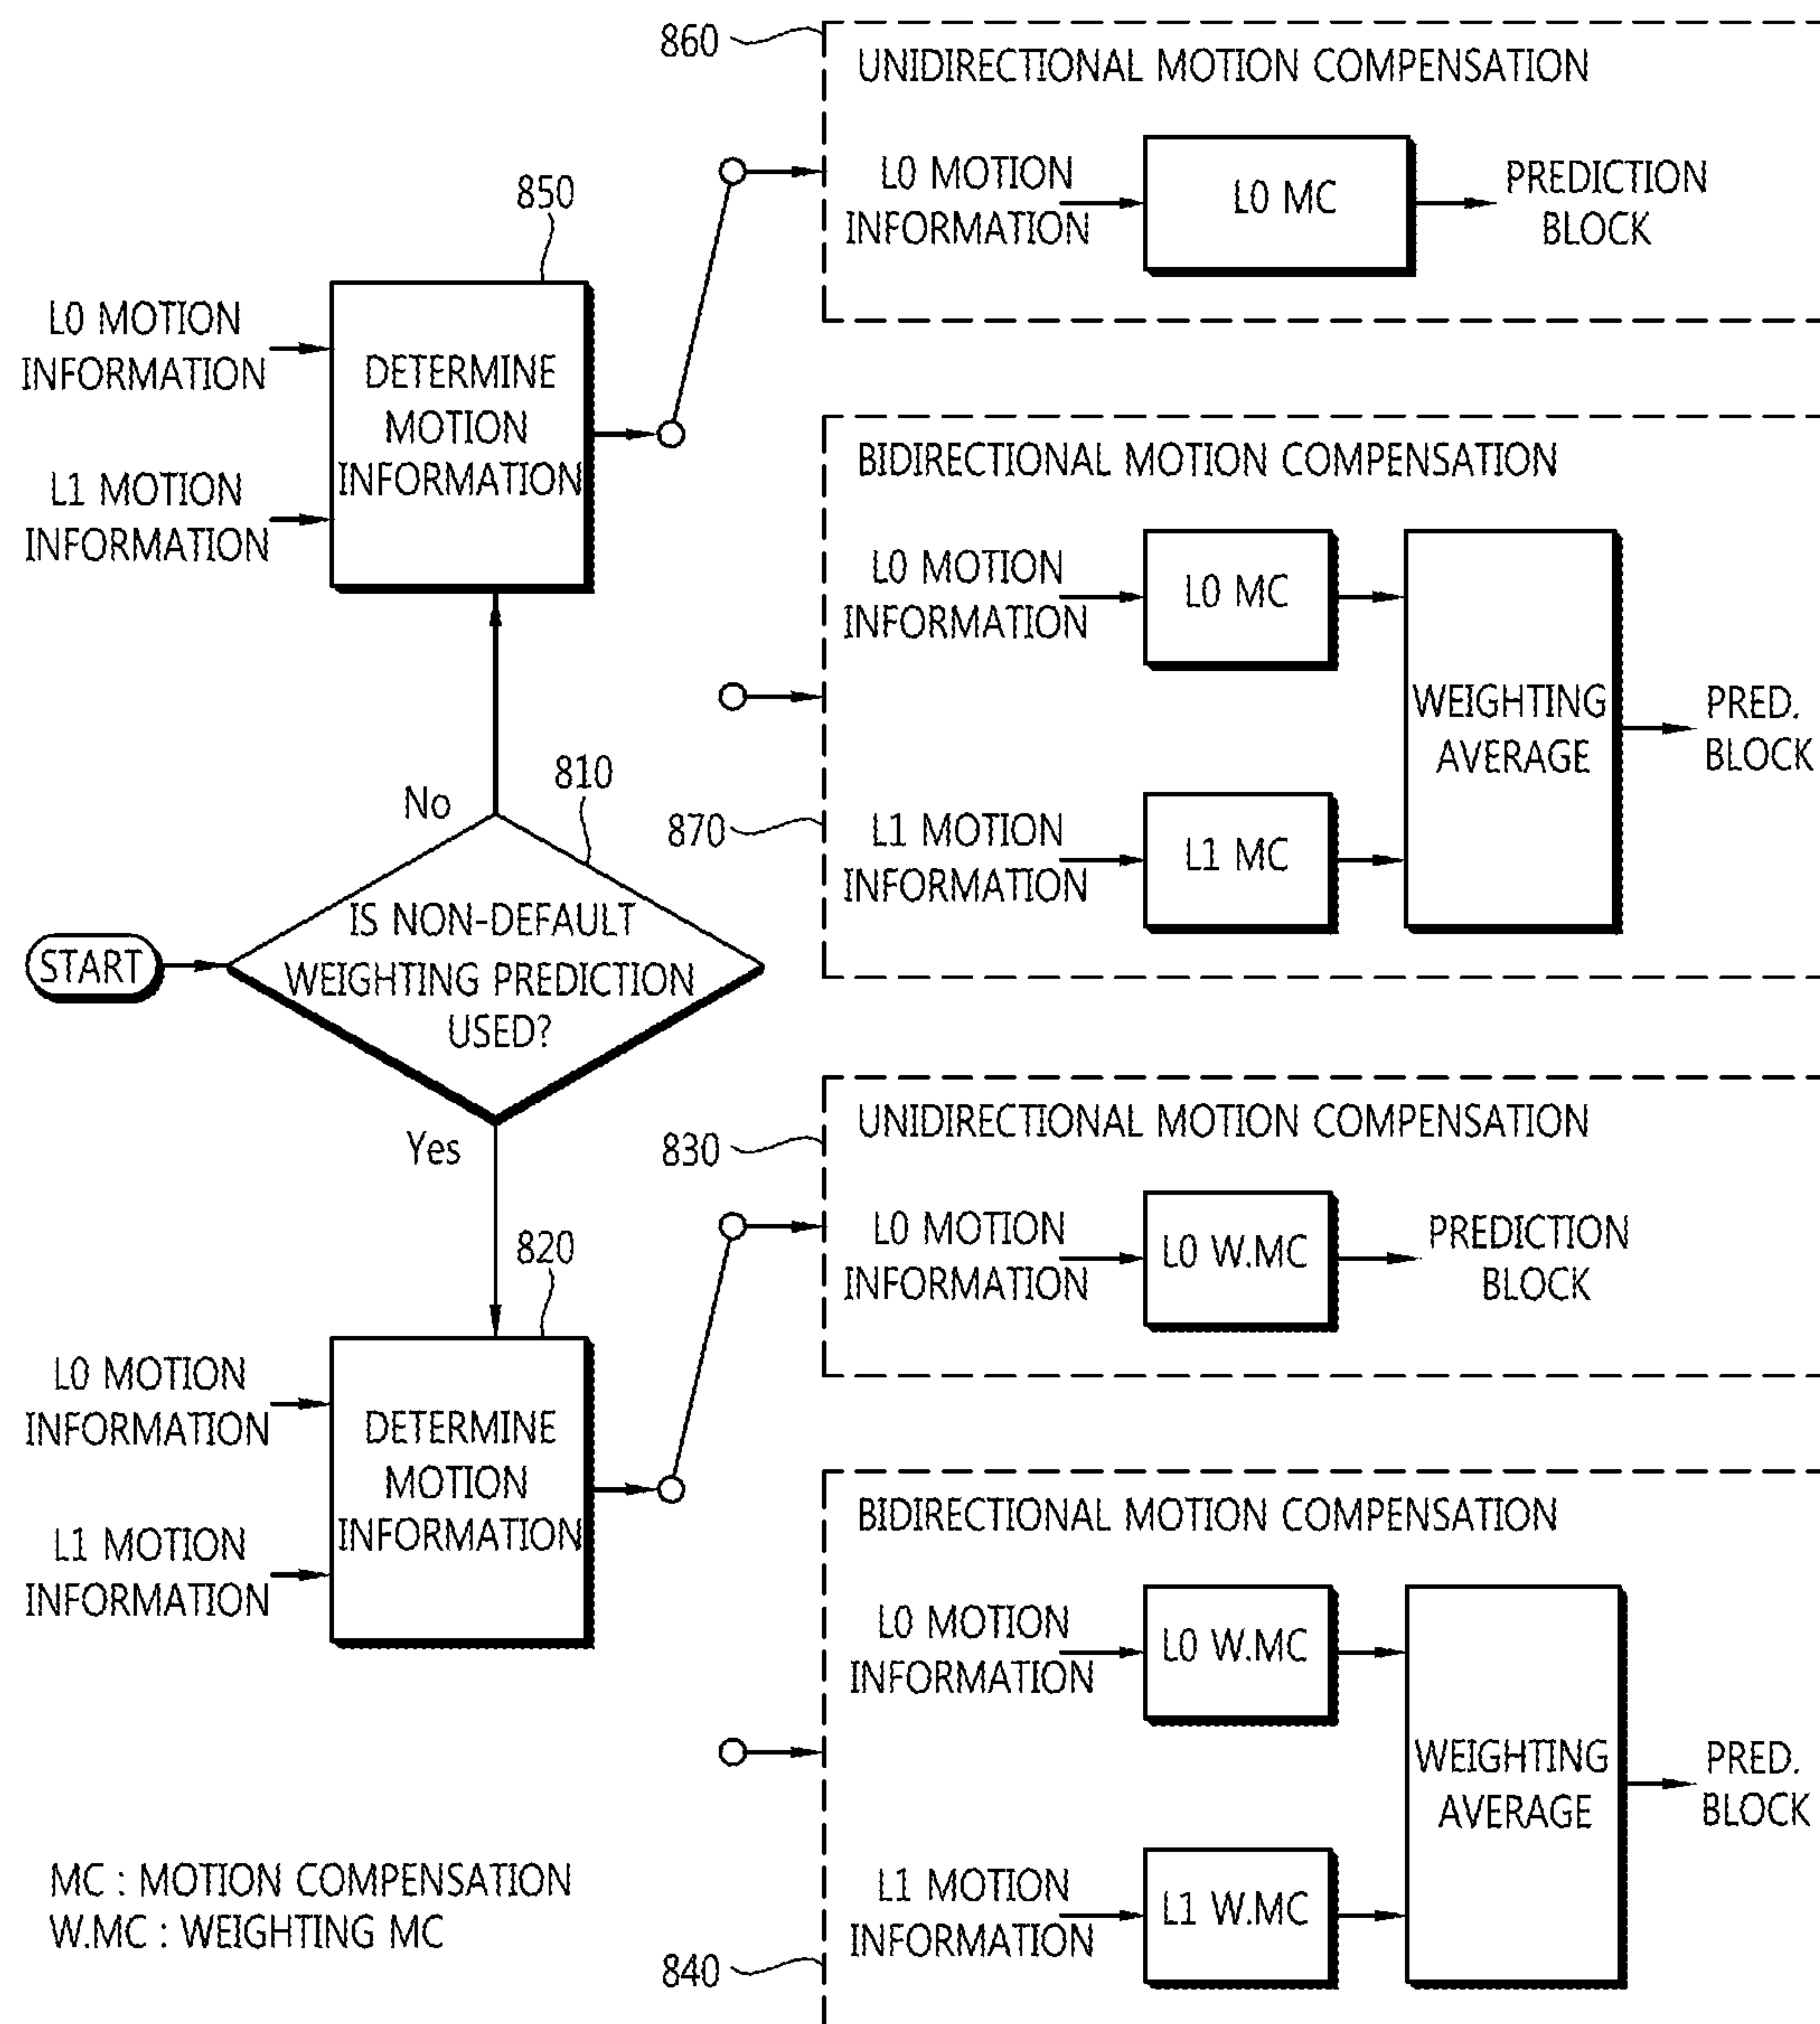 860
UNIDIRECTIONAL MOTION COMPENSATION
L0 MOTION
INFORMATION
L0 MC
PREDICTION
BLOCK
850
L0 MOTION
INFORMATION
L1 MOTION
INFORMATION
DETERMINE
MOTION
INFORMATION
BIDIRECTIONAL MOTION COMPENSATION
L0 MOTION
INFORMATION
L0 MC
WEIGHTING
AVERAGE
PRED.
BLOCK
870
L1 MOTION
INFORMATION
L1 MC
No
810
START
IS NON-DEFAULT
WEIGHTING PREDICTION
USED?
Yes
830
UNIDIRECTIONAL MOTION COMPENSATION
L0 MOTION
INFORMATION
L0 W.MC
PREDICTION
BLOCK
820
L0 MOTION
INFORMATION
L1 MOTION
INFORMATION
DETERMINE
MOTION
INFORMATION
BIDIRECTIONAL MOTION COMPENSATION
L0 MOTION
INFORMATION
L0 W.MC
WEIGHTING
AVERAGE
PRED.
BLOCK
L1 MOTION
INFORMATION
L1 W.MC
840
MC : MOTION COMPENSATION
W.MC : WEIGHTING MC